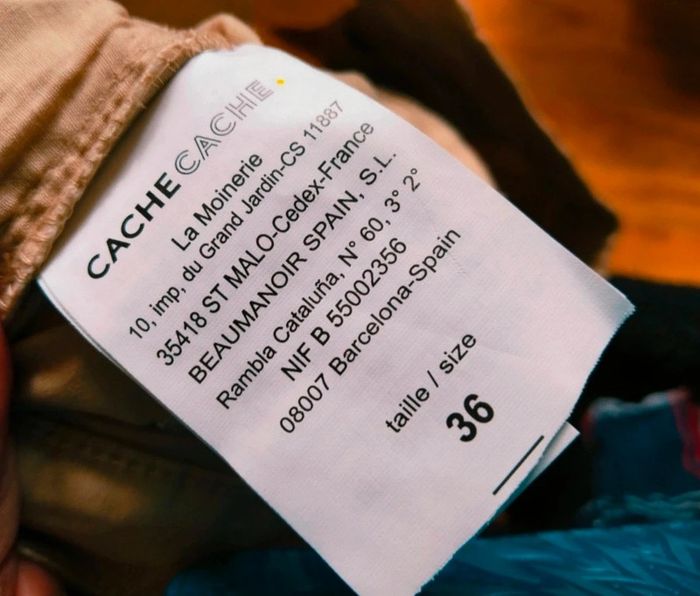 CACHE CACHE
La Moinerie
10, imp, du Grand Jardin-CS 11887
35418 ST MALO-Cedex-France
BEAUMANOIR SPAIN, S.L.
Rambla Cataluña, N° 60, 3° 2°
NIF B 55002356
08007 Barcelona-Spain
taille / size
36